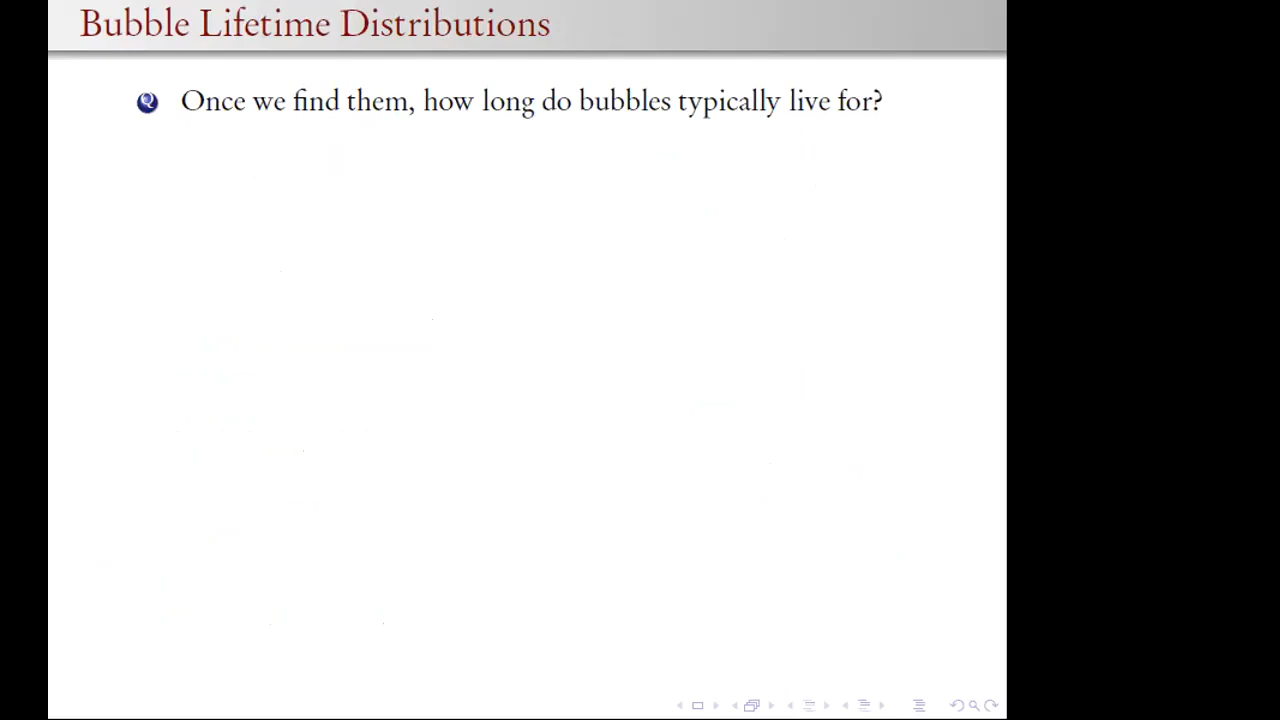 Bubble Lifetime Distributions
Q Once we find them, how long do bubbles typically live for?